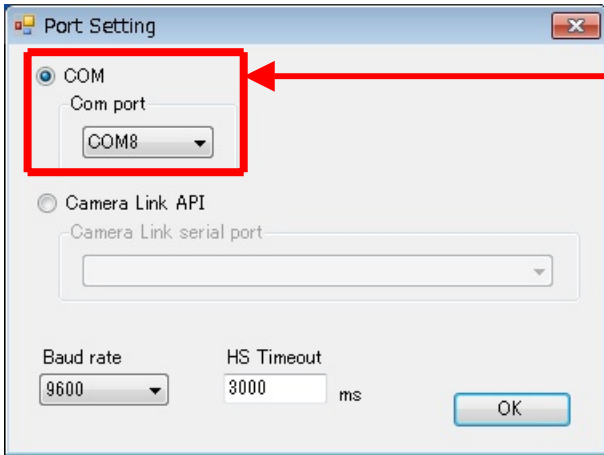 Port Setting
COM
Com port
COM8
Camera Link API
Camera Link serial port
Baud rate HS Timeout
9600 3000 ms
OK